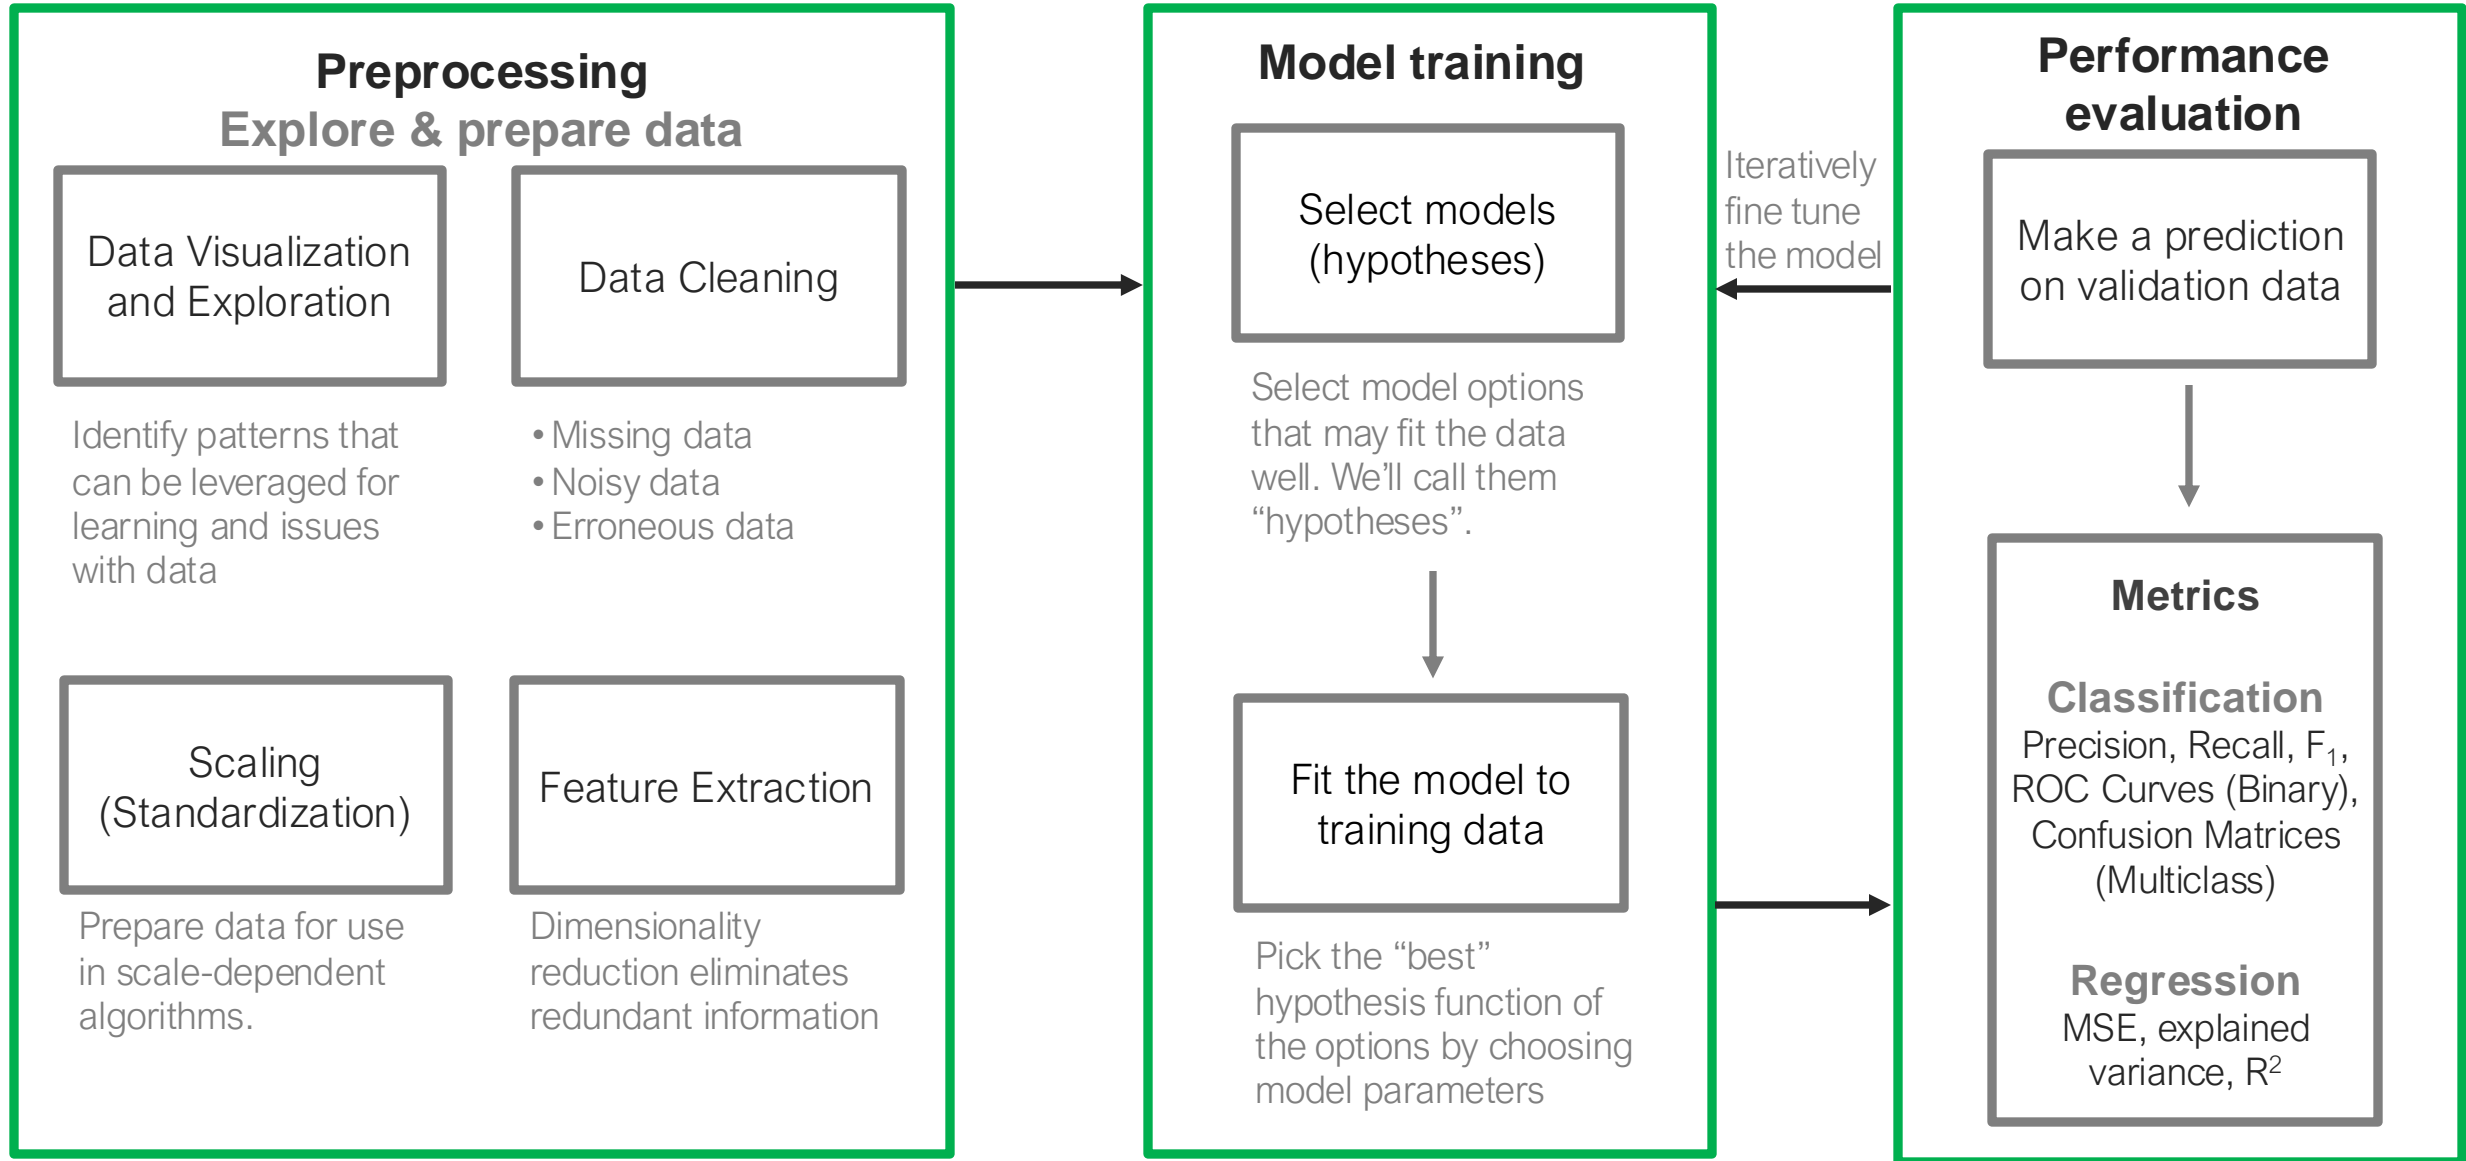 Preprocessing
Explore & prepare data
Data Visualization
and Exploration
Identify patterns that
can be leveraged for
learning and issues
with data
Data Cleaning
• Missing data
• Noisy data
• Erroneous data
Scaling
(Standardization)
Prepare data for use
in scale-dependent
algorithms.
Feature Extraction
Dimensionality
reduction eliminates
redundant information
Model training
Select models
(hypotheses)
Select model options
that may fit the data
well. We’ll call them
“hypotheses”.
Fit the model to
training data
Pick the “best”
hypothesis function of
the options by choosing
model parameters
Iteratively
fine tune
the model
Performance
evaluation
Make a prediction
on validation data
Metrics
Classification
Precision, Recall, F₁,
ROC Curves (Binary),
Confusion Matrices
(Multiclass)
Regression
MSE, explained
variance, R²